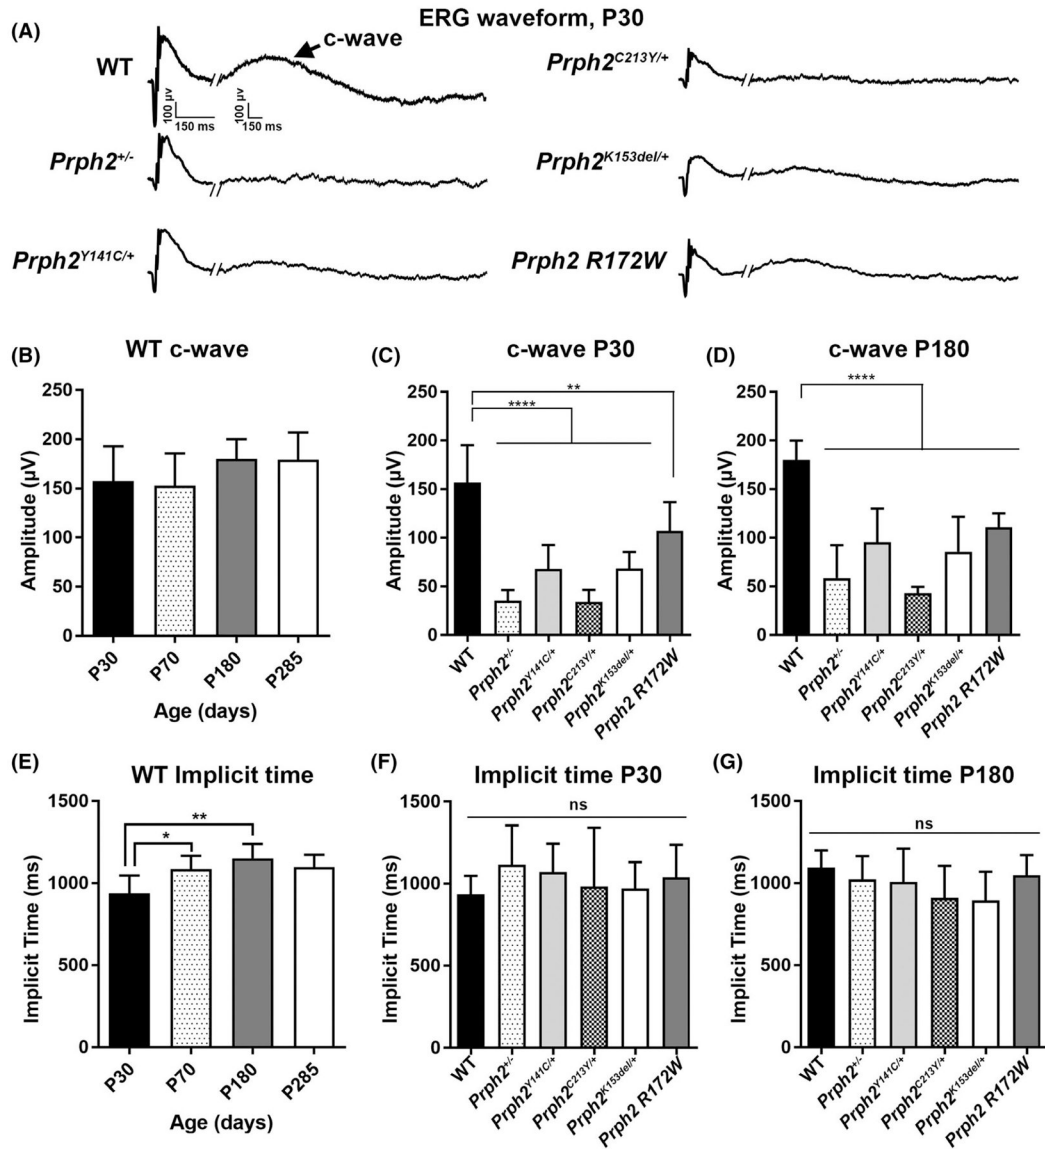 ERG waveform, P30
(A)
c-wave
WT
100 µv
150 ms
100 µv
150 ms
Prph2C213Y/+
Prph2+/-
Prph2K153del/+
Prph2Y141C/+
Prph2 R172W
(B)
WT c-wave
250
200
150
100
50
0
Amplitude (µV)
P30
P70
P180
P285
Age (days)
(C)
c-wave P30
**
****
250
200
150
100
50
0
Amplitude (µV)
WT
Prph2+/-
Prph2Y141C/+
Prph2C213Y/+
Prph2K153del/+
Prph2 R172W
(D)
c-wave P180
****
250
200
150
100
50
0
Amplitude (µV)
WT
Prph2+/-
Prph2Y141C/+
Prph2C213Y/+
Prph2K153del/+
Prph2 R172W
(E)
WT Implicit time
**
*
1500
1000
500
0
Implicit Time (ms)
P30
P70
P180
P285
Age (days)
(F)
Implicit time P30
ns
1500
1000
500
0
Implicit Time (ms)
WT
Prph2+/-
Prph2Y141C/+
Prph2C213Y/+
Prph2K153del/+
Prph2 R172W
(G)
Implicit time P180
ns
1500
1000
500
0
Implicit Time (ms)
WT
Prph2+/-
Prph2Y141C/+
Prph2C213Y/+
Prph2K153del/+
Prph2 R172W